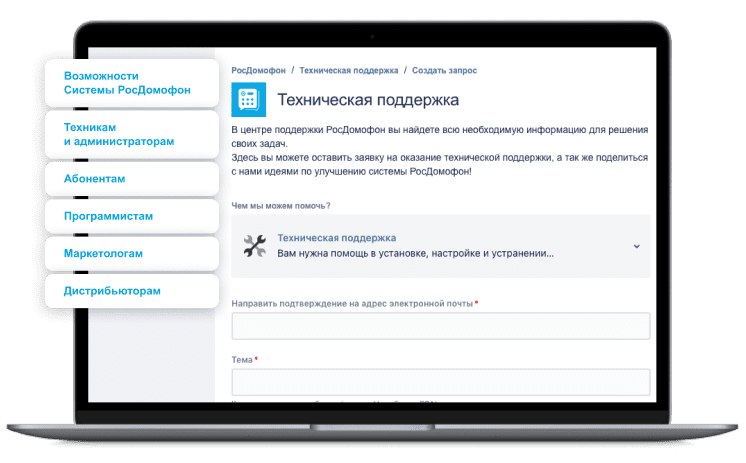 Возможности
Системы РосДомофон
Техникам
и администраторам
Абонентам
Программистам
Маркетологам
Дистрибьюторам
РосДомофон / Техническая поддержка / Создать запрос
Техническая поддержка
В центре поддержки РосДомофон вы найдете всю необходимую информацию для решения
своих задач.
Здесь вы можете оставить заявку на оказание технической поддержки, а так же поделиться
с нами идеями по улучшению системы РосДомофон!
Чем мы можем помочь?
Техническая поддержка
Вам нужна помощь в установке, настройке и устранении...
Направить подтверждение на адрес электронной почты *
Тема *